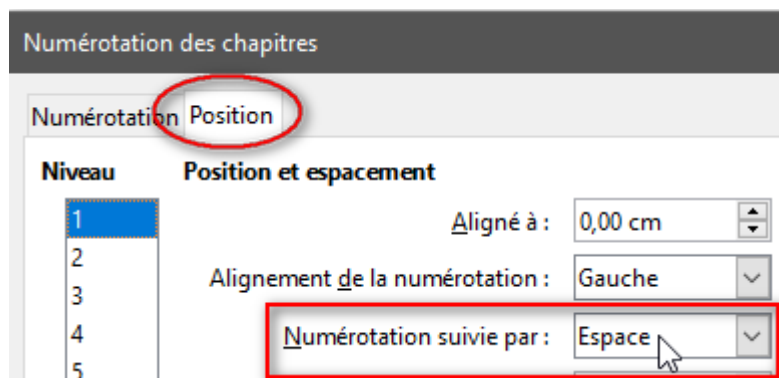 Numérotation des chapitres
Numérotation Position
Niveau Position et espacement
1 Aligné à : 0,00 cm
2
Alignement de la numérotation : Gauche
3
4 Numérotation suivie par : Espace
5